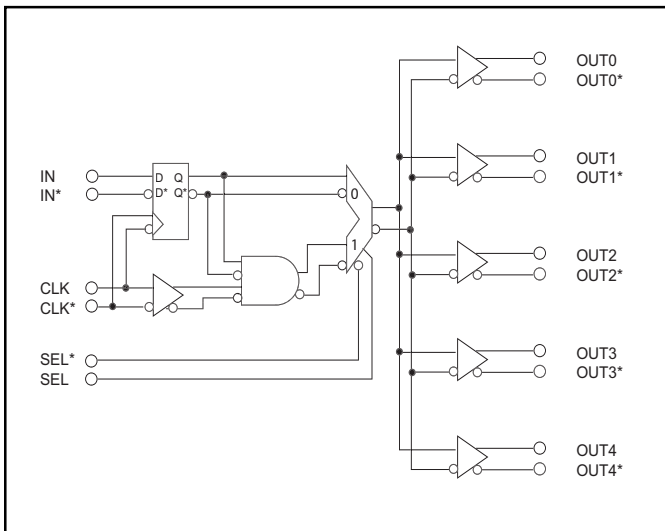 IN
IN*
D Q
D* Q*
0
1
CLK
CLK*
SEL*
SEL
OUT0
OUT0*
OUT1
OUT1*
OUT2
OUT2*
OUT3
OUT3*
OUT4
OUT4*